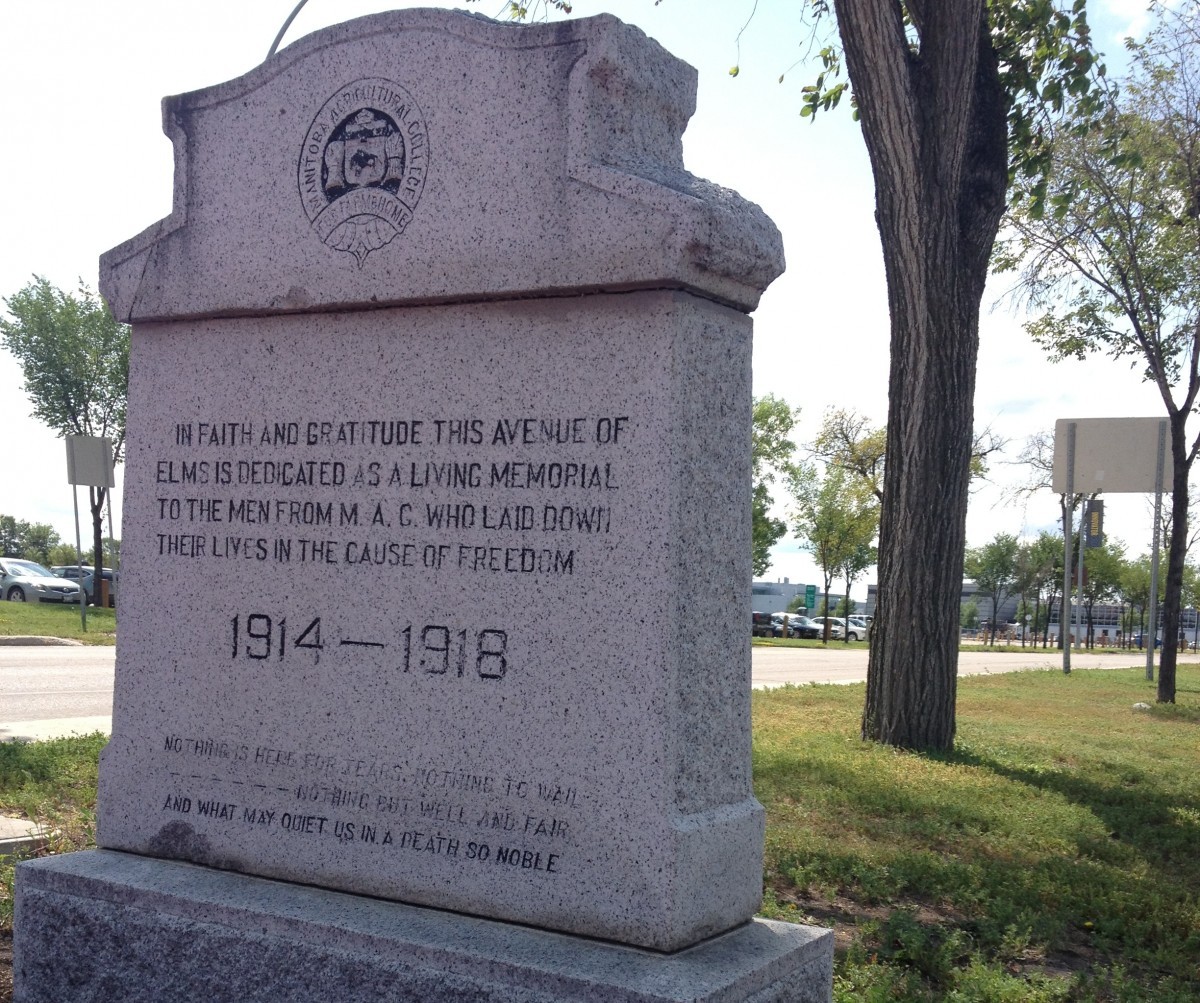 MANITOBA AGRICULTURAL COLLEGE
IN FAITH AND GRATITUDE THIS AVENUE OF
ELMS IS DEDICATED AS A LIVING MEMORIAL
TO THE MEN FROM M. A. C. WHO LAID DOWN
THEIR LIVES IN THE CAUSE OF FREEDOM
1914 — 1918
NOTHING IS HERE FOR TEARS, NOTHING TO WAIL
- - - - - - NOTHING BUT WELL AND FAIR
AND WHAT MAY QUIET US IN A DEATH SO NOBLE